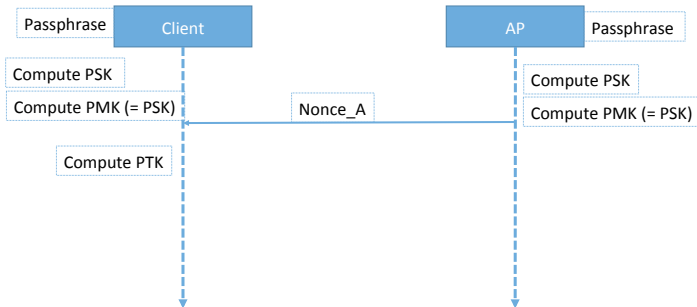 Passphrase
Client
AP
Passphrase
Compute PSK
Compute PSK
Compute PMK (= PSK)
Nonce_A
Compute PMK (= PSK)
Compute PTK